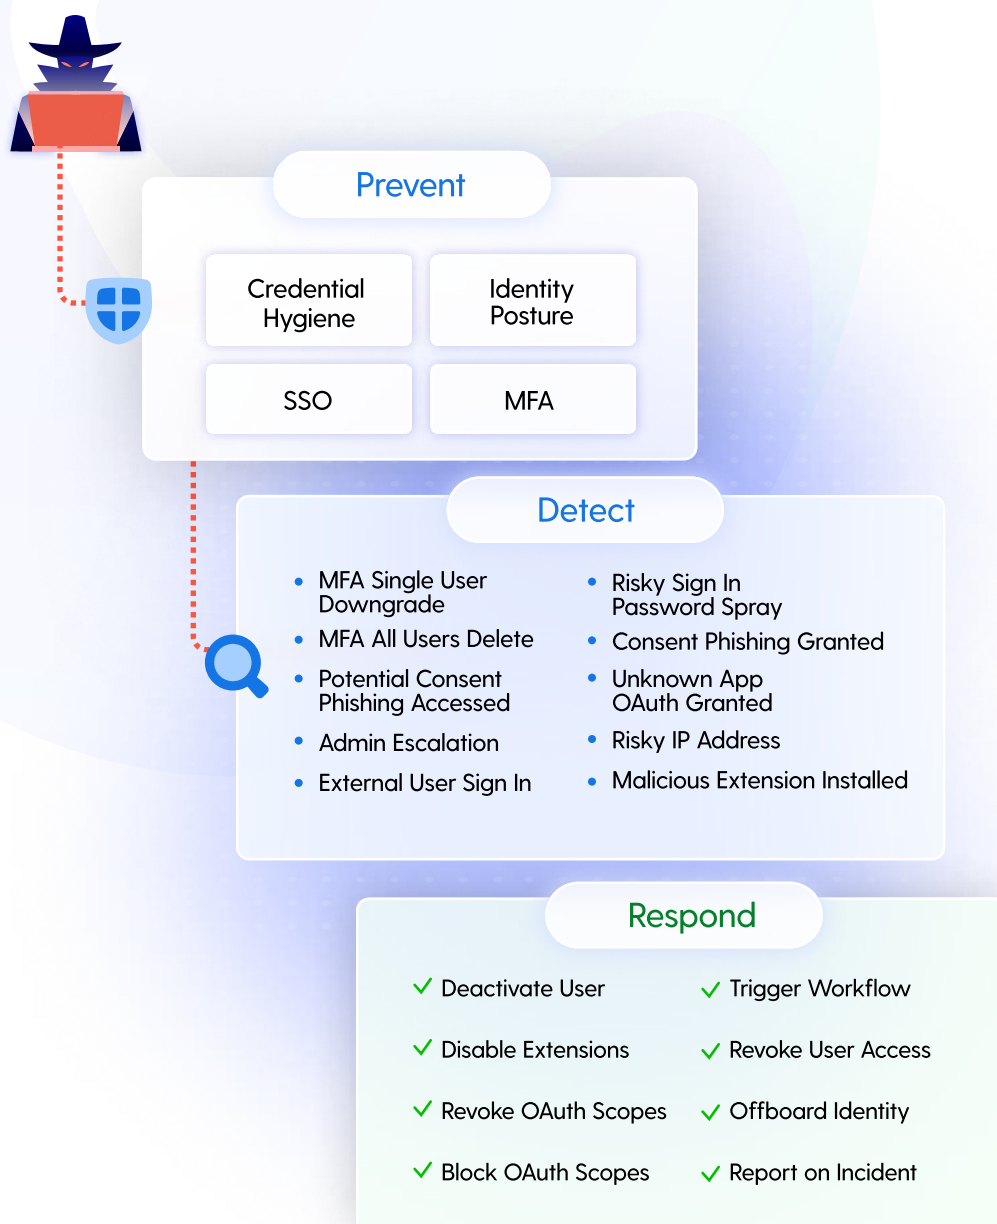 Prevent
Credential
Hygiene
Identity
Posture
SSO
MFA
Detect
MFA Single User
Downgrade
MFA All Users Delete
Potential Consent
Phishing Accessed
Admin Escalation
External User Sign In
Risky Sign In
Password Spray
Consent Phishing Granted
Unknown App
OAuth Granted
Risky IP Address
Malicious Extension Installed
Respond
Deactivate User
Disable Extensions
Revoke OAuth Scopes
Block OAuth Scopes
Trigger Workflow
Revoke User Access
Offboard Identity
Report on Incident